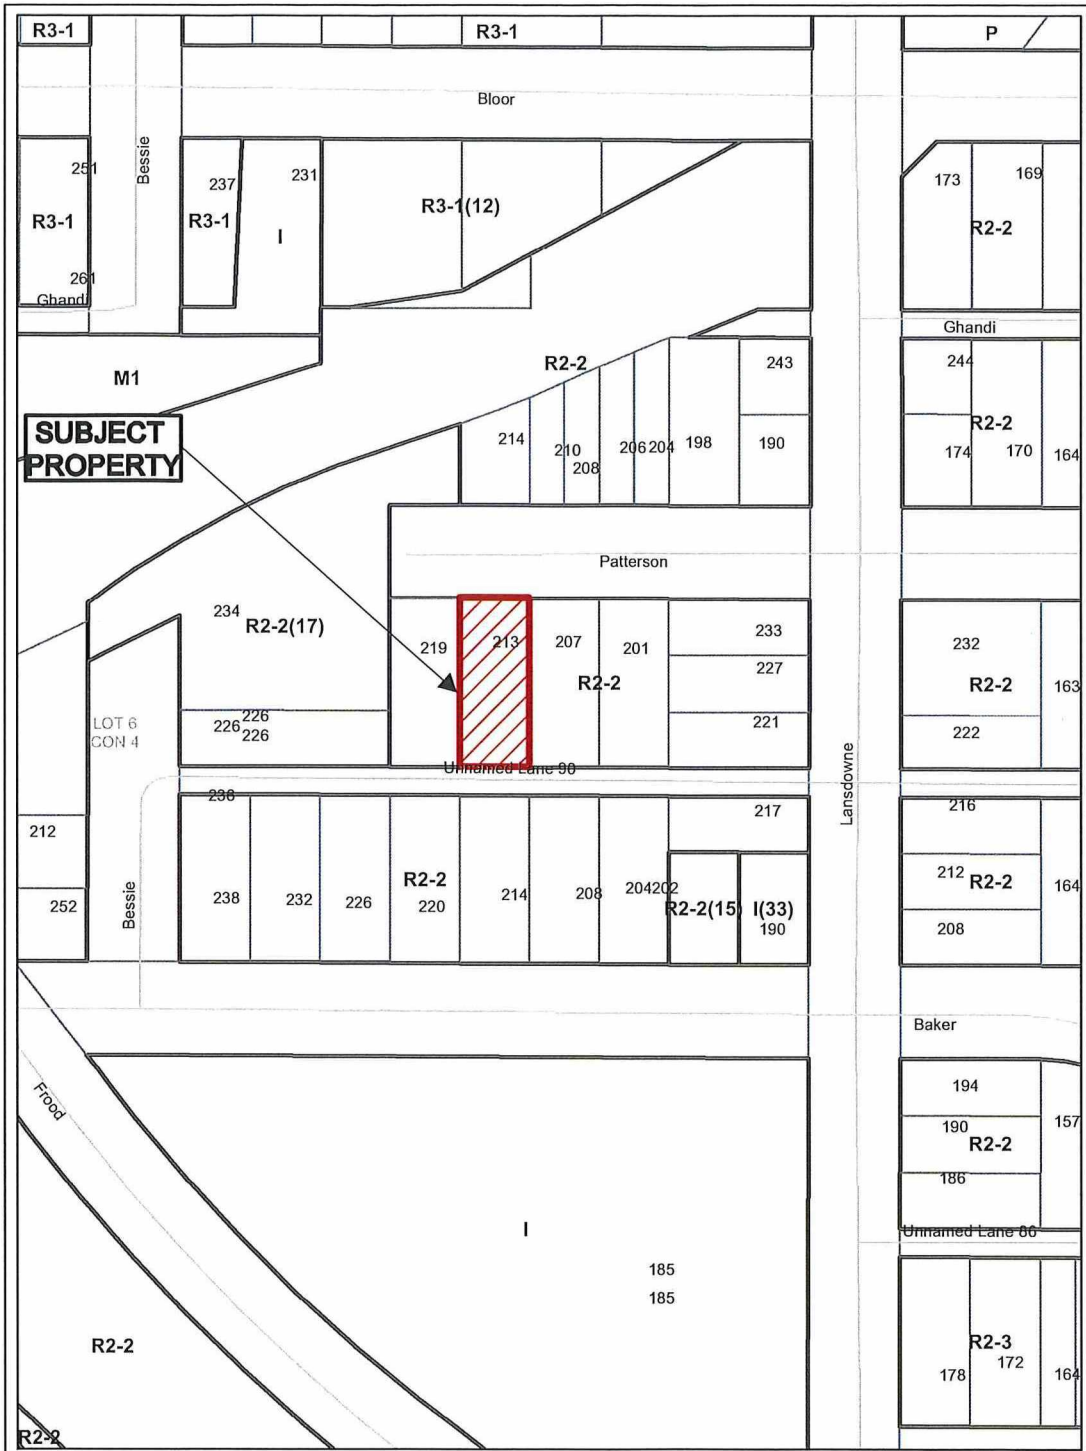 R3-1
R3-1
P
Bloor
Bessie
251
237
231
173
169
R3-1
R3-1
I
R3-1(12)
R2-2
261
Ghandi
Ghandi
M1
R2-2
243
244
SUBJECT
PROPERTY
214
210
208
206
204
198
190
R2-2
174
170
164
Patterson
234
R2-2(17)
219
213
207
201
233
232
R2-2
227
R2-2
163
226
226
226
221
222
LOT 6
CON 4
Unnamed Lane 90
Lansdowne
236
217
216
212
R2-2
212
R2-2
164
252
Bessie
238
232
226
220
214
208
204
202
R2-2(15)
I(33)
190
208
Baker
Frood
194
157
190
R2-2
186
I
Unnamed Lane 86
185
185
R2-2
R2-3
178
172
164
R2-2